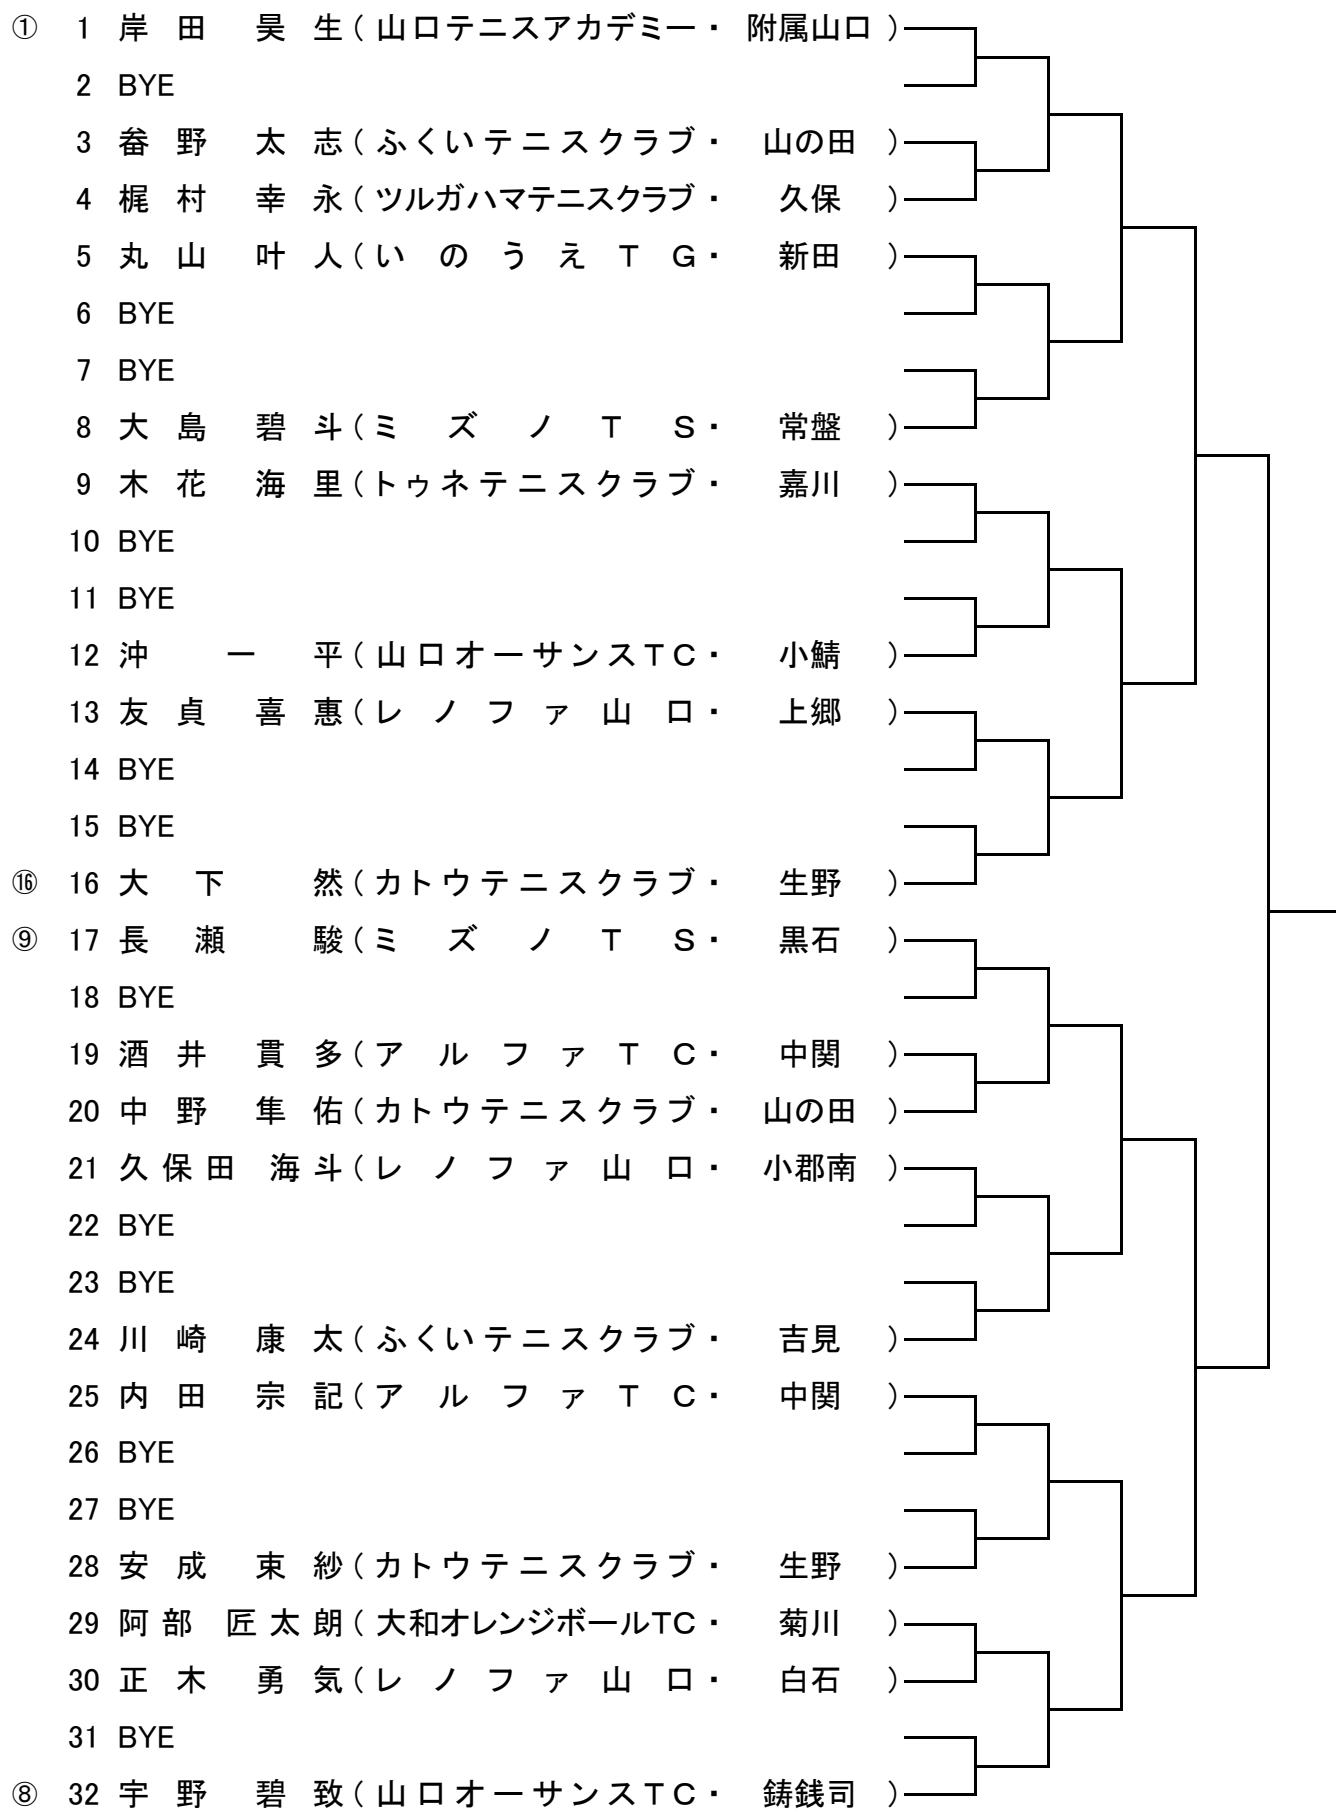 ① 1 岸田 昊生(山口テニスアカデミー・ 附属山口)
2 BYE
3 畚野 太志(ふくいテニスクラブ・ 山の田)
4 梶村 幸永(ツルガハマテニスクラブ・ 久保)
5 丸山 叶人(いのうえTG・ 新田)
6 BYE
7 BYE
8 大島 碧斗(ミズノTS・ 常盤)
9 木花 海里(トゥネテニスクラブ・ 嘉川)
10 BYE
11 BYE
12 沖 一平(山口オーサンスTC・ 小鯖)
13 友貞 喜惠(レノファ山口・ 上郷)
14 BYE
15 BYE
⑯ 16 大下 然(カトウテニスクラブ・ 生野)
⑨ 17 長瀬 駿(ミズノTS・ 黒石)
18 BYE
19 酒井 貫多(アルファTC・ 中関)
20 中野 隼佑(カトウテニスクラブ・ 山の田)
21 久保田 海斗(レノファ山口・ 小郡南)
22 BYE
23 BYE
24 川崎 康太(ふくいテニスクラブ・ 吉見)
25 内田 宗記(アルファTC・ 中関)
26 BYE
27 BYE
28 安成 束紗(カトウテニスクラブ・ 生野)
29 阿部 匠太朗(大和オレンジボールTC・ 菊川)
30 正木 勇気(レノファ山口・ 白石)
31 BYE
⑧ 32 宇野 碧致(山口オーサンスTC・ 鋳銭司)